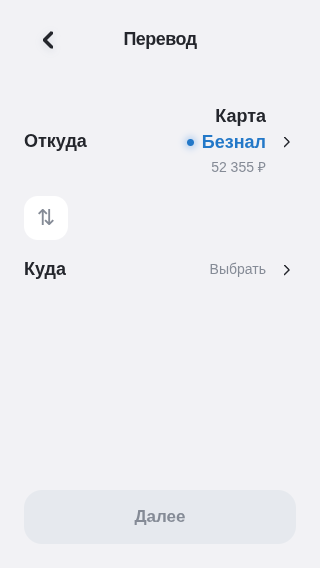 Перевод
Откуда
Карта
Безнал
52 355 ₽
Куда
Выбрать
Далее